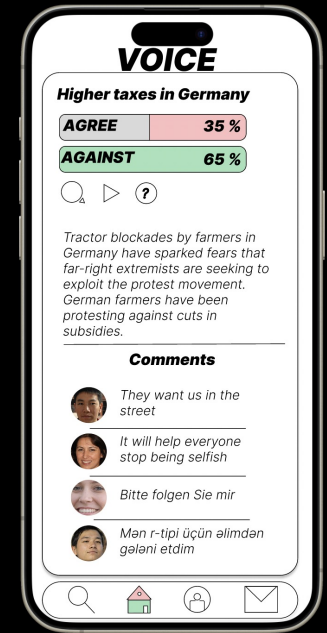 VOICE
Higher taxes in Germany
AGREE 35 %
AGAINST 65 %
?
Tractor blockades by farmers in
Germany have sparked fears that
far-right extremists are seeking to
exploit the protest movement.
German farmers have been
protesting against cuts in
subsidies.
Comments
They want us in the
street
It will help everyone
stop being selfish
Bitte folgen Sie mir
Mən r-tipi üçün əlimdən
gələni etdim